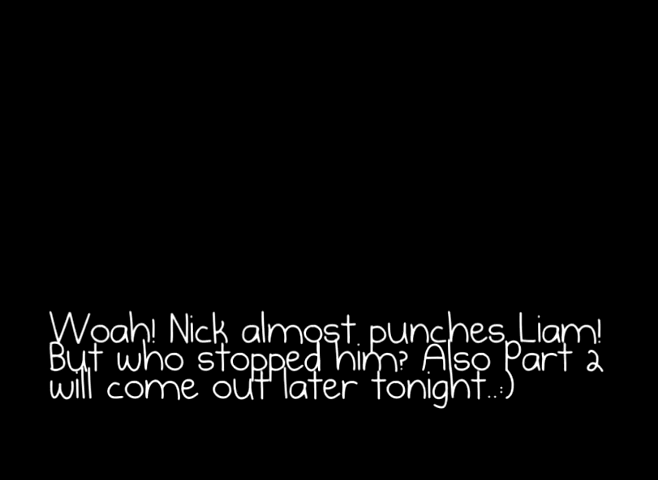 Woah! Nick almost punches Liam!
But who stopped him? Also Part 2
will come out later tonight..:)